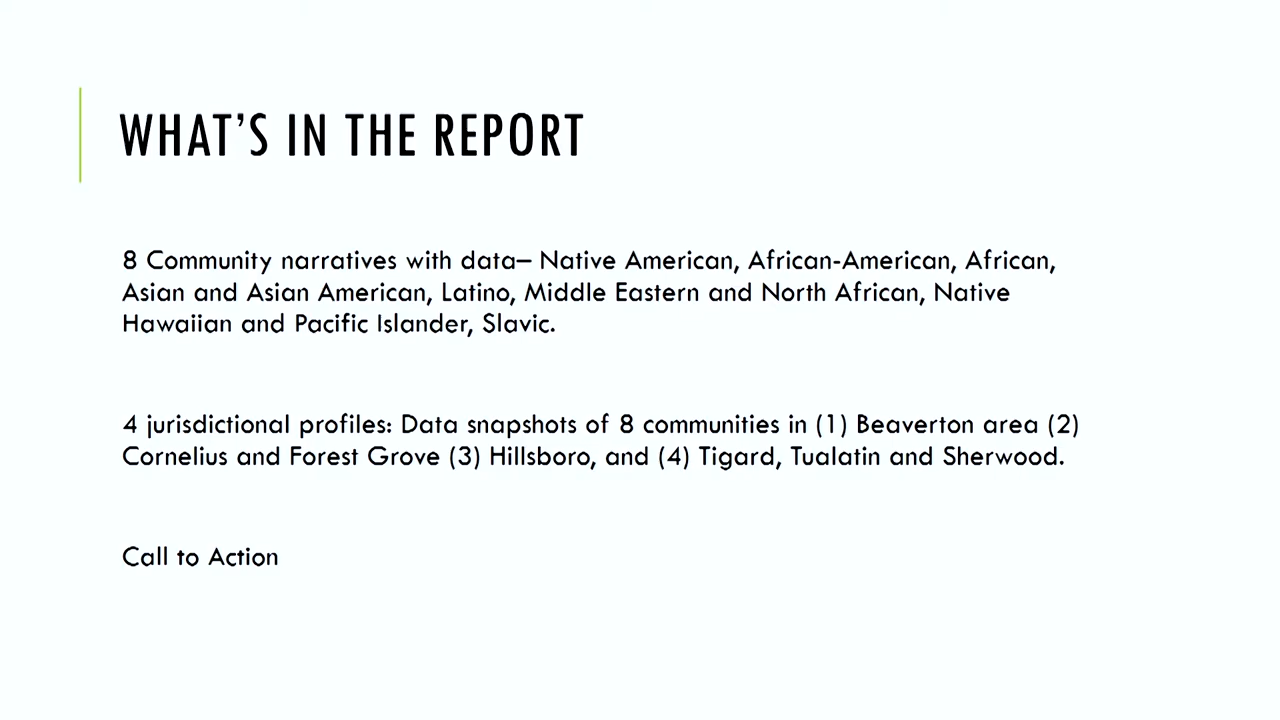 WHAT'S IN THE REPORT
8 Community narratives with data– Native American, African-American, African,
Asian and Asian American, Latino, Middle Eastern and North African, Native
Hawaiian and Pacific Islander, Slavic.
4 jurisdictional profiles: Data snapshots of 8 communities in (1) Beaverton area (2)
Cornelius and Forest Grove (3) Hillsboro, and (4) Tigard, Tualatin and Sherwood.
Call to Action